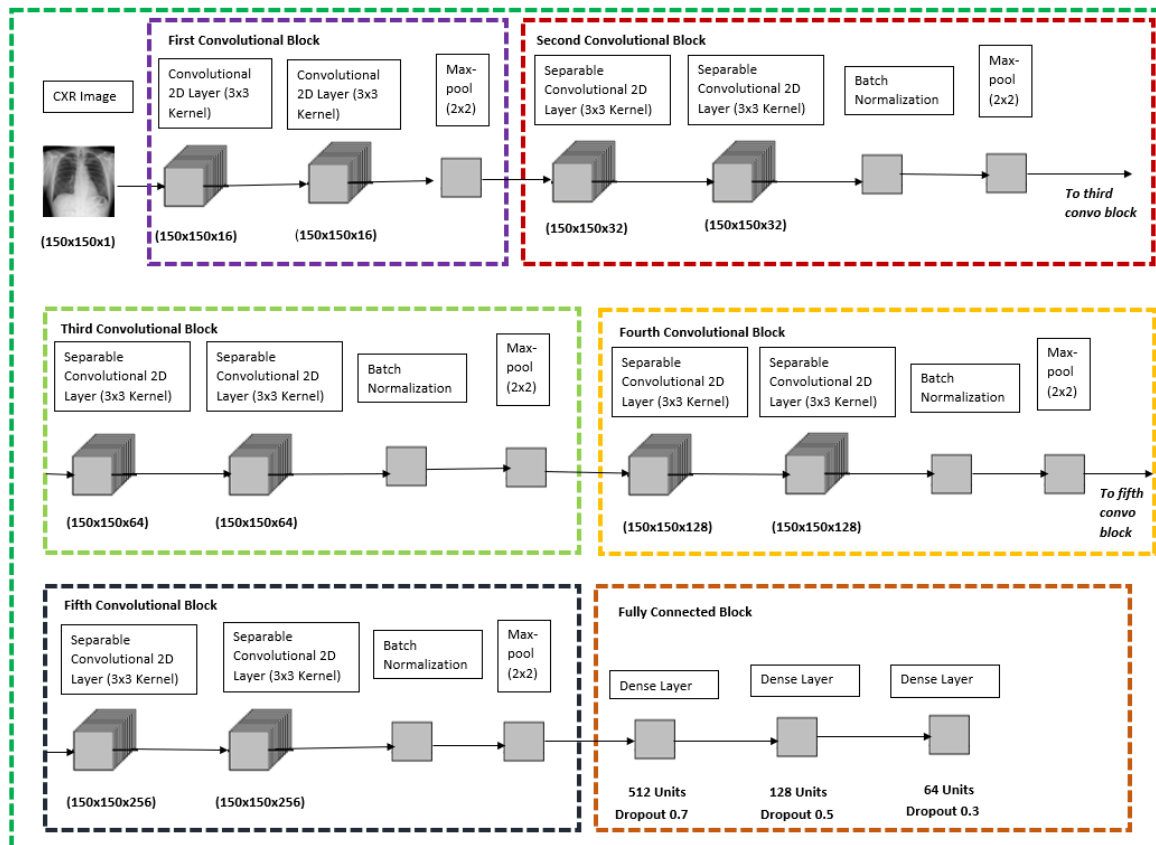 First Convolutional Block
CXR Image
Convolutional
2D Layer (3x3
Kernel)
Convolutional
2D Layer (3x3
Kernel)
Max-
pool
(2x2)
(150x150x1)
(150x150x16)
(150x150x16)
Second Convolutional Block
Separable
Convolutional 2D
Layer (3x3 Kernel)
Separable
Convolutional 2D
Layer (3x3 Kernel)
Batch
Normalization
Max-
pool
(2x2)
(150x150x32)
(150x150x32)
To third
convo block
Third Convolutional Block
Separable
Convolutional 2D
Layer (3x3 Kernel)
Separable
Convolutional 2D
Layer (3x3 Kernel)
Batch
Normalization
Max-
pool
(2x2)
(150x150x64)
(150x150x64)
Fourth Convolutional Block
Separable
Convolutional 2D
Layer (3x3 Kernel)
Separable
Convolutional 2D
Layer (3x3 Kernel)
Batch
Normalization
Max-
pool
(2x2)
(150x150x128)
(150x150x128)
To fifth
convo
block
Fifth Convolutional Block
Separable
Convolutional 2D
Layer (3x3 Kernel)
Separable
Convolutional 2D
Layer (3x3 Kernel)
Batch
Normalization
Max-
pool
(2x2)
(150x150x256)
(150x150x256)
Fully Connected Block
Dense Layer
Dense Layer
Dense Layer
512 Units
Dropout 0.7
128 Units
Dropout 0.5
64 Units
Dropout 0.3